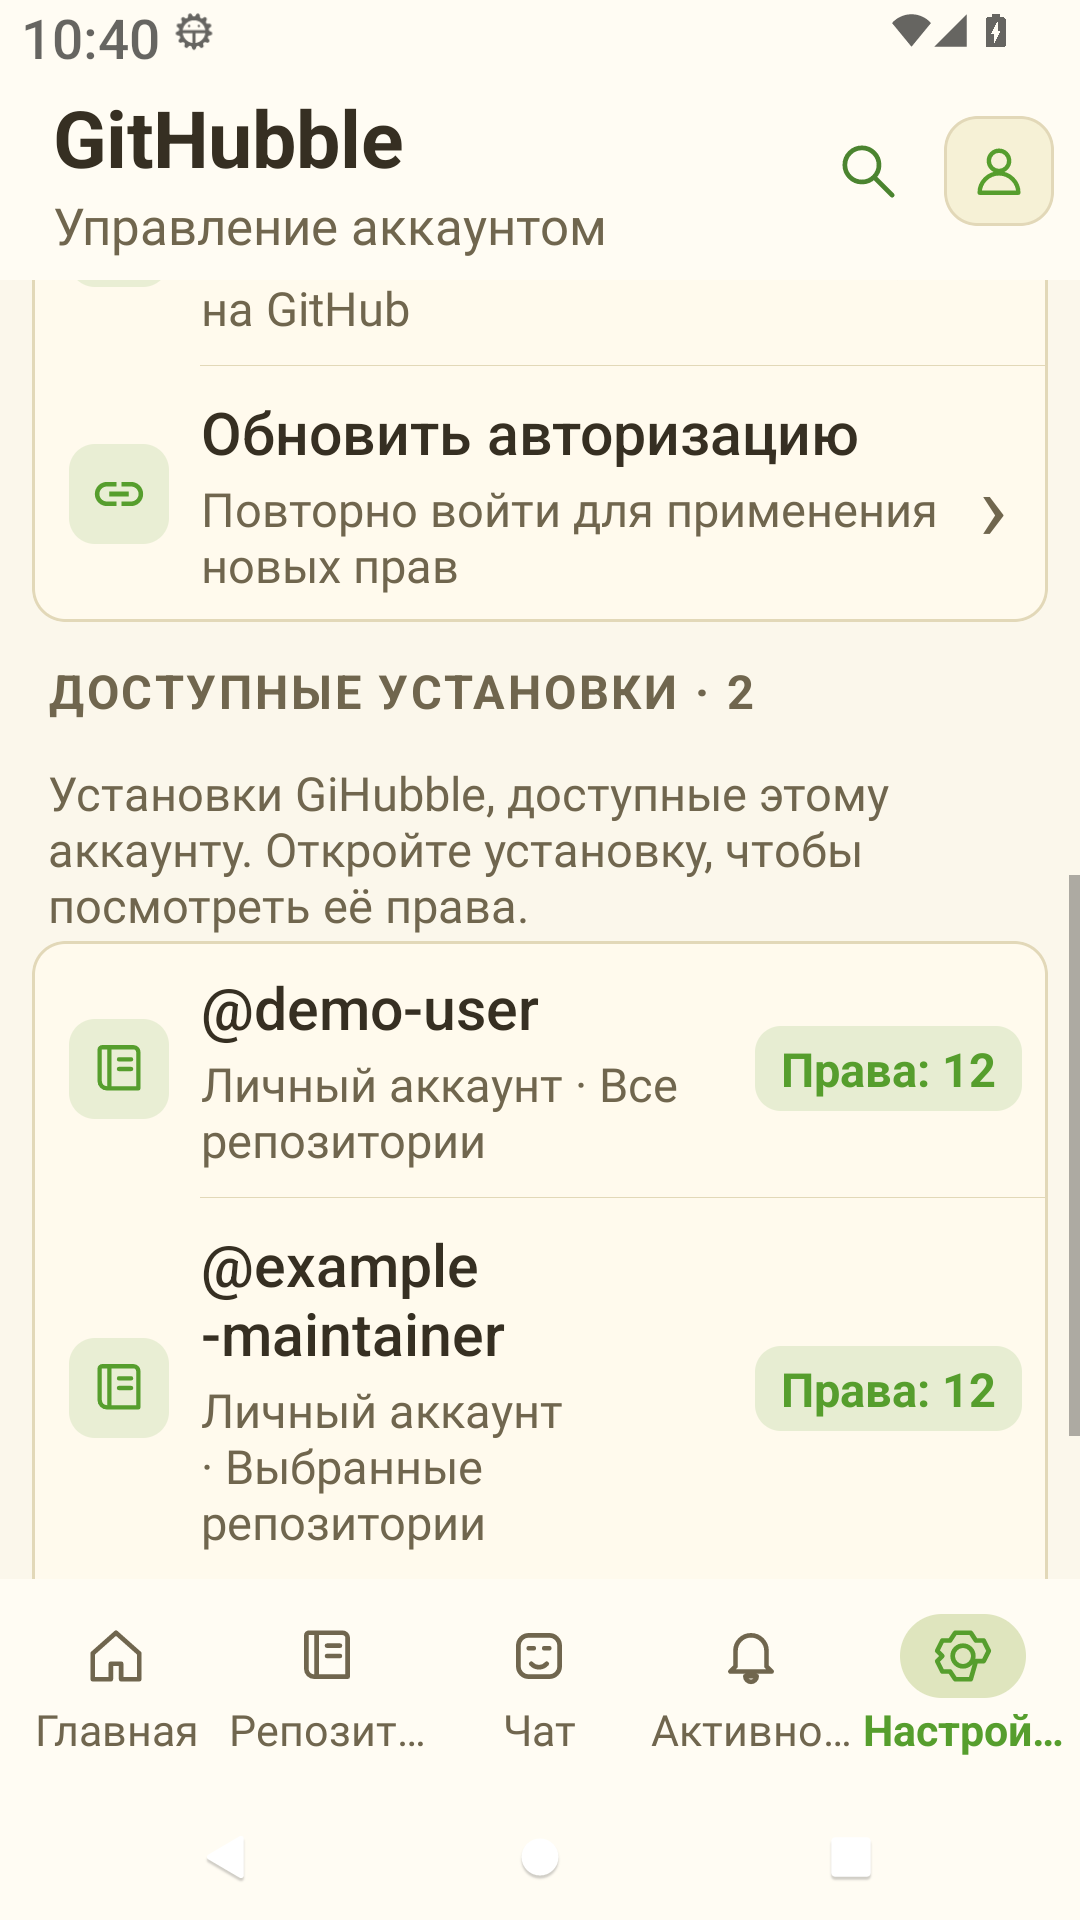 10:40
GitHubble
Управление аккаунтом
на GitHub
Обновить авторизацию
Повторно войти для применения
новых прав
ДОСТУПНЫЕ УСТАНОВКИ · 2
Установки GiHubble, доступные этому
аккаунту. Откройте установку, чтобы
посмотреть её права.
@demo-user
Личный аккаунт · Все
репозитории
Права: 12
@example
-maintainer
Личный аккаунт
· Выбранные
репозитории
Права: 12
Главная
Репозит...
Чат
Активно...
Настрой...